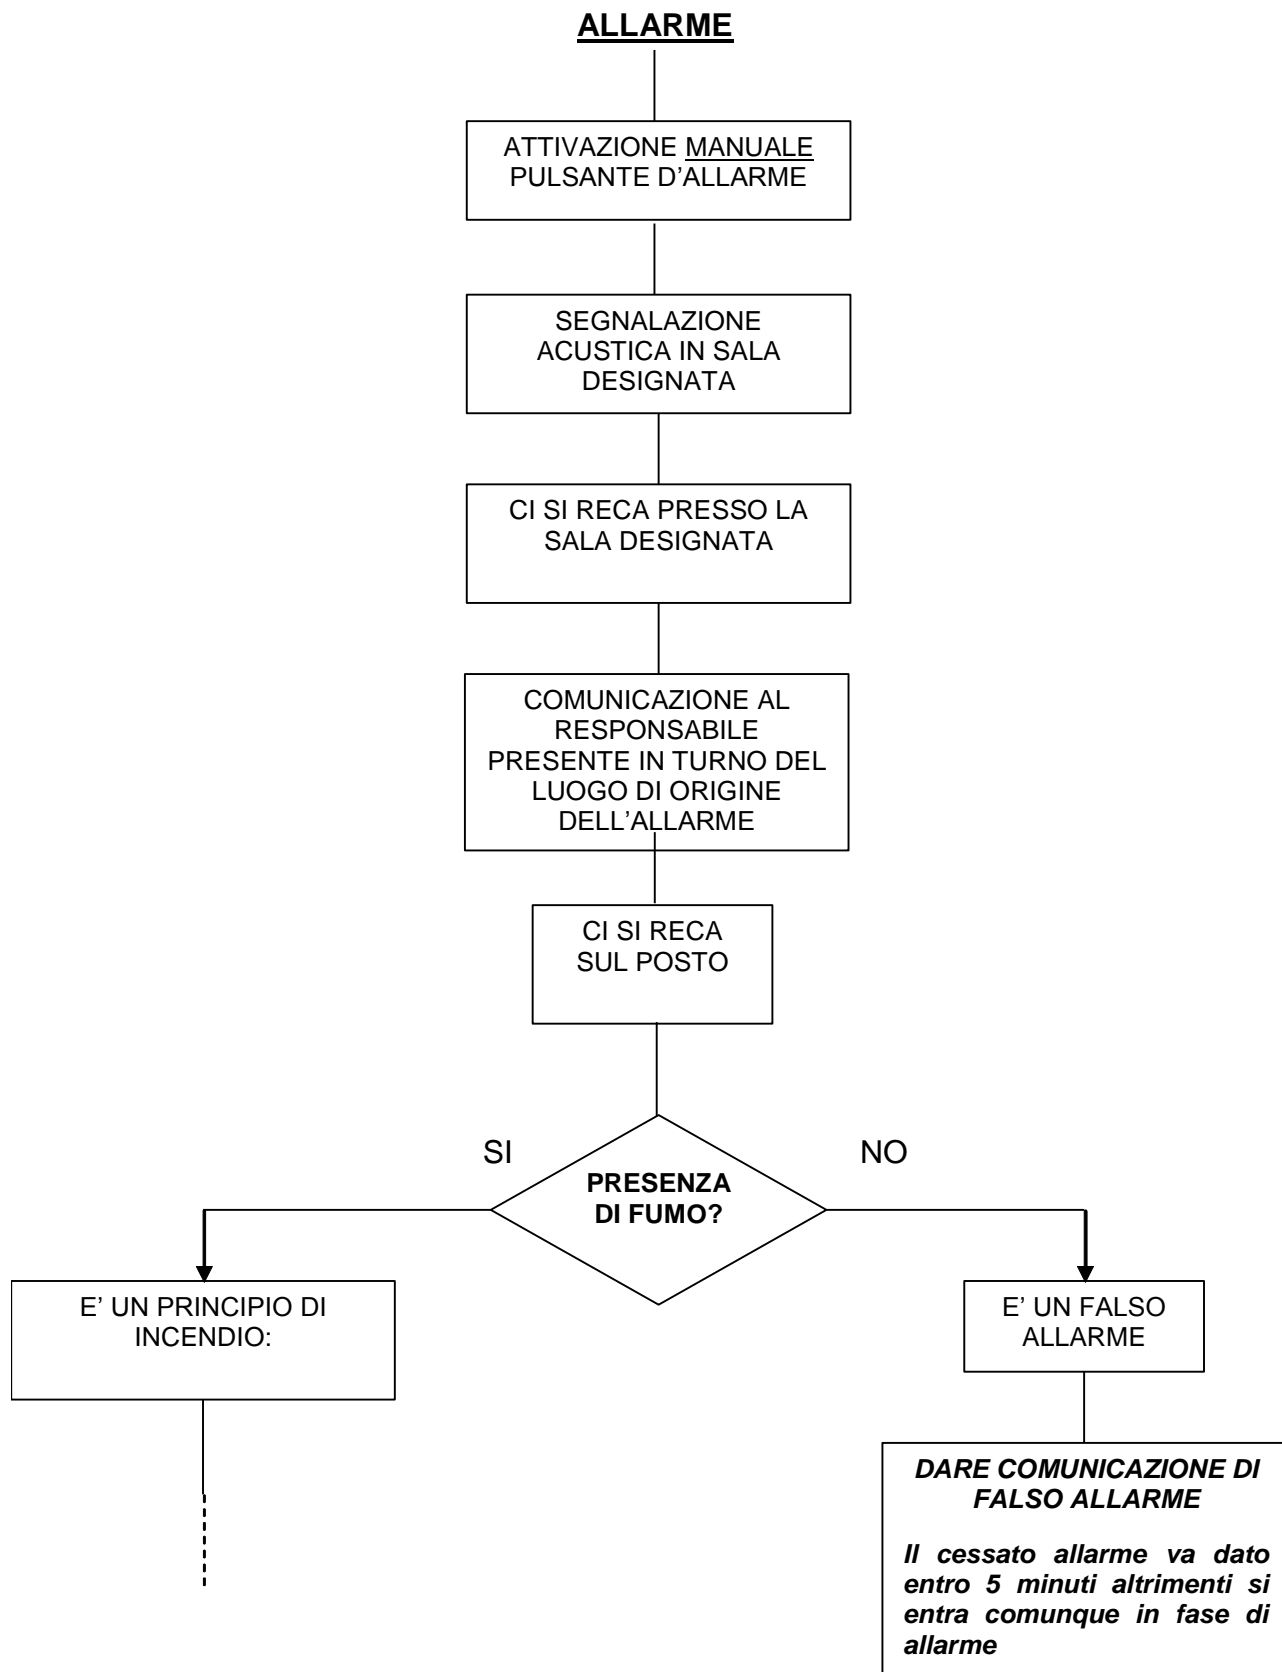 ALLARME
ATTIVAZIONE MANUALE
PULSANTE D’ALLARME
SEGNALAZIONE
ACUSTICA IN SALA
DESIGNATA
CI SI RECA PRESSO LA
SALA DESIGNATA
COMUNICAZIONE AL
RESPONSABILE
PRESENTE IN TURNO DEL
LUOGO DI ORIGINE
DELL’ALLARME
CI SI RECA
SUL POSTO
SI
NO
PRESENZA
DI FUMO?
E’ UN PRINCIPIO DI
INCENDIO:
E’ UN FALSO
ALLARME
DARE COMUNICAZIONE DI
FALSO ALLARME
Il cessato allarme va dato
entro 5 minuti altrimenti si
entra comunque in fase di
allarme